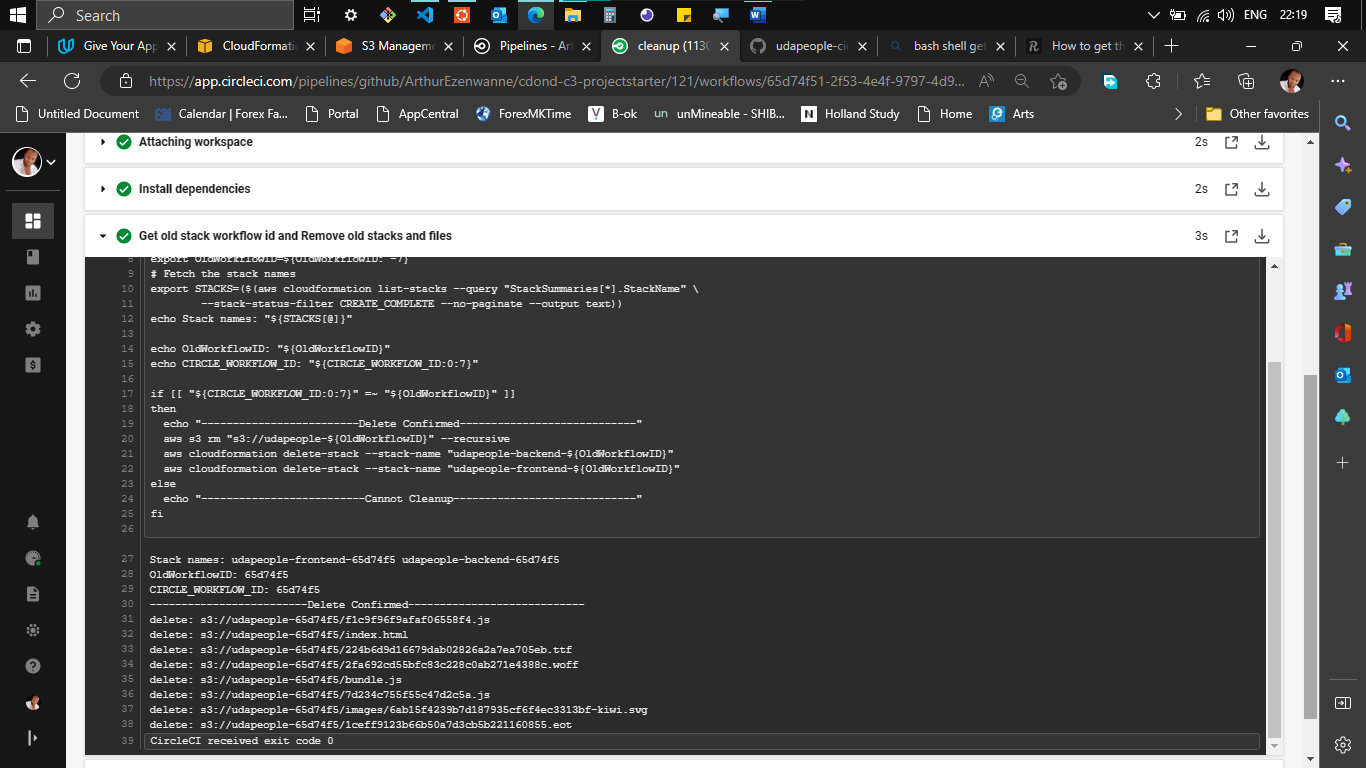 Search
ENG
22:19
Give Your App
CloudFormati
S3 Managem
Pipelines - Ar
cleanup (1130
udapeople-ci
bash shell get
How to get th
https://app.circleci.com/pipelines/github/ArthurEzenwanne/cdond-c3-projectstarter/121/workflows/65d74f51-2f53-4e4f-9797-4d9...
Untitled Document
Calendar | Forex Fa...
Portal
AppCentral
ForexMKTime
B-ok
unMineable - SHIB...
Holland Study
Home
Arts
Other favorites
Attaching workspace
2s
Install dependencies
2s
Get old stack workflow id and Remove old stacks and files
3s
8 export OldWorkflowID=${OldWorkflowID: -7}
9 # Fetch the stack names
10 export STACKS=($(aws cloudformation list-stacks --query "StackSummaries[*].StackName" \
11 --stack-status-filter CREATE_COMPLETE --no-paginate --output text))
12 echo Stack names: "${STACKS[@]}"
13
14 echo OldWorkflowID: "${OldWorkflowID}"
15 echo CIRCLE_WORKFLOW_ID: "${CIRCLE_WORKFLOW_ID:0:7}"
16
17 if [[ "${CIRCLE_WORKFLOW_ID:0:7}" =~ "${OldWorkflowID}" ]]
18 then
19 echo "-------------------------Delete Confirmed----------------------------"
20 aws s3 rm "s3://udapeople-${OldWorkflowID}" --recursive
21 aws cloudformation delete-stack --stack-name "udapeople-backend-${OldWorkflowID}"
22 aws cloudformation delete-stack --stack-name "udapeople-frontend-${OldWorkflowID}"
23 else
24 echo "--------------------------Cannot Cleanup-----------------------------"
25 fi
26
27 Stack names: udapeople-frontend-65d74f5 udapeople-backend-65d74f5
28 OldWorkflowID: 65d74f5
29 CIRCLE_WORKFLOW_ID: 65d74f5
30 -------------------------Delete Confirmed----------------------------
31 delete: s3://udapeople-65d74f5/f1c9f96f9afaf06558f4.js
32 delete: s3://udapeople-65d74f5/index.html
33 delete: s3://udapeople-65d74f5/224b6d9d16679dab02826a2a7ea705eb.ttf
34 delete: s3://udapeople-65d74f5/2fa692cd55bfc83c228c0ab271e4388c.woff
35 delete: s3://udapeople-65d74f5/bundle.js
36 delete: s3://udapeople-65d74f5/7d234c755f55c47d2c5a.js
37 delete: s3://udapeople-65d74f5/images/6ab15f4239b7d187935cf6f4ec3313bf-kiwi.svg
38 delete: s3://udapeople-65d74f5/1ceff9123b66b50a7d3cb5b221160855.eot
39 CircleCI received exit code 0